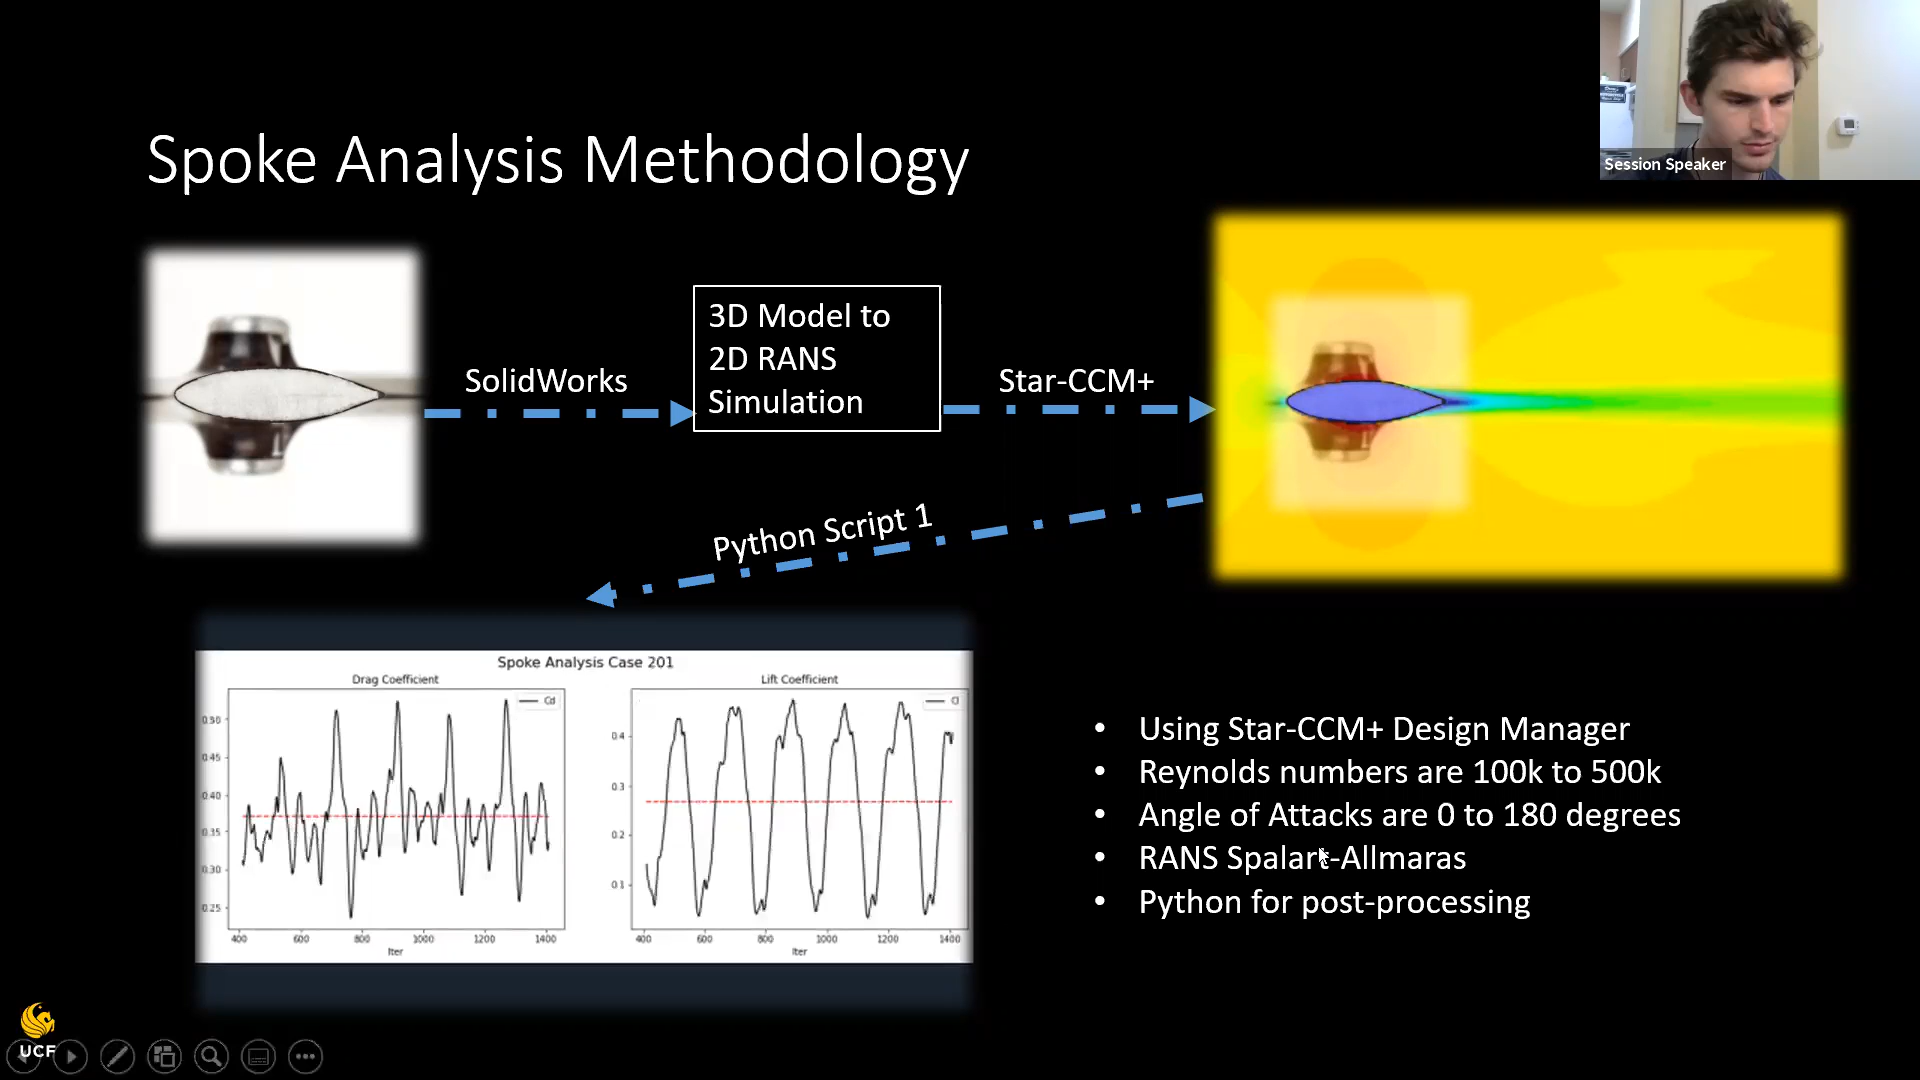 Session Speaker
Spoke Analysis Methodology
SolidWorks
3D Model to
2D RANS
Simulation
Star-CCM+
Python Script 1
Spoke Analysis Case 201
Drag Coefficient
Cd
0.50
0.45
0.40
0.35
0.30
0.25
400 600 800 1000 1200 1400
Iter
Lift Coefficient
Cl
0.4
0.3
0.2
0.1
400 600 800 1000 1200 1400
Iter
• Using Star-CCM+ Design Manager
• Reynolds numbers are 100k to 500k
• Angle of Attacks are 0 to 180 degrees
• RANS Spalart-Allmaras
• Python for post-processing
UCF